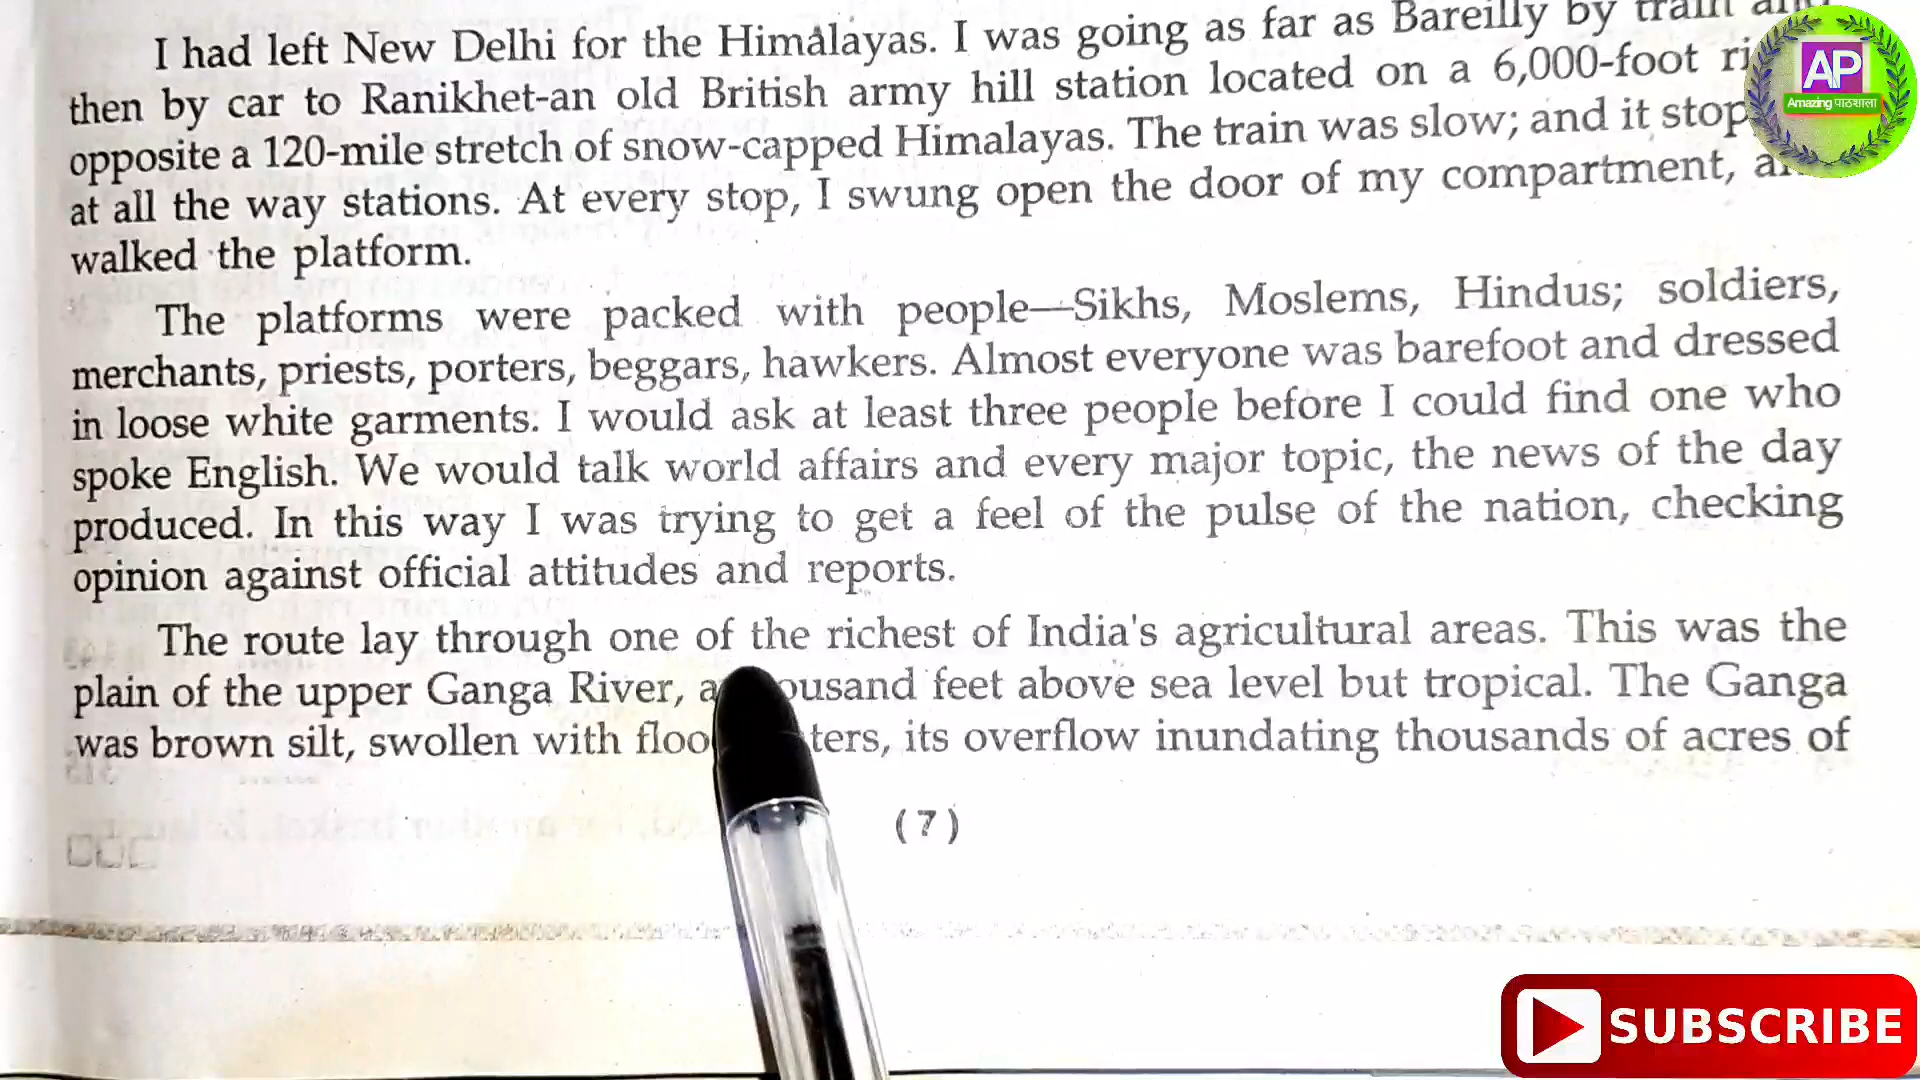 I had left New Delhi for the Himalayas. I was going as far as Bareilly by train
then by car to Ranikhet-an old British army hill station located on a 6,000-foot
opposite a 120-mile stretch of snow-capped Himalayas. The train was slow; and it
at all the way stations. At every stop, I swung open the door of my compartment,
walked the platform.
The platforms were packed with people—Sikhs, Moslems, Hindus; soldiers,
merchants, priests, porters, beggars, hawkers. Almost everyone was barefoot and dressed
in loose white garments. I would ask at least three people before I could find one who
spoke English. We would talk world affairs and every major topic, the news of the day
produced. In this way I was trying to get a feel of the pulse of the nation, checking
opinion against official attitudes and reports.
The route lay through one of the richest of India's agricultural areas. This was the
plain of the upper Ganga River, feet above sea level but tropical. The Ganga
was brown silt, swollen with its overflow inundating thousands of acres of
(7)
AP
Amazing पाठशाला
SUBSCRIBE